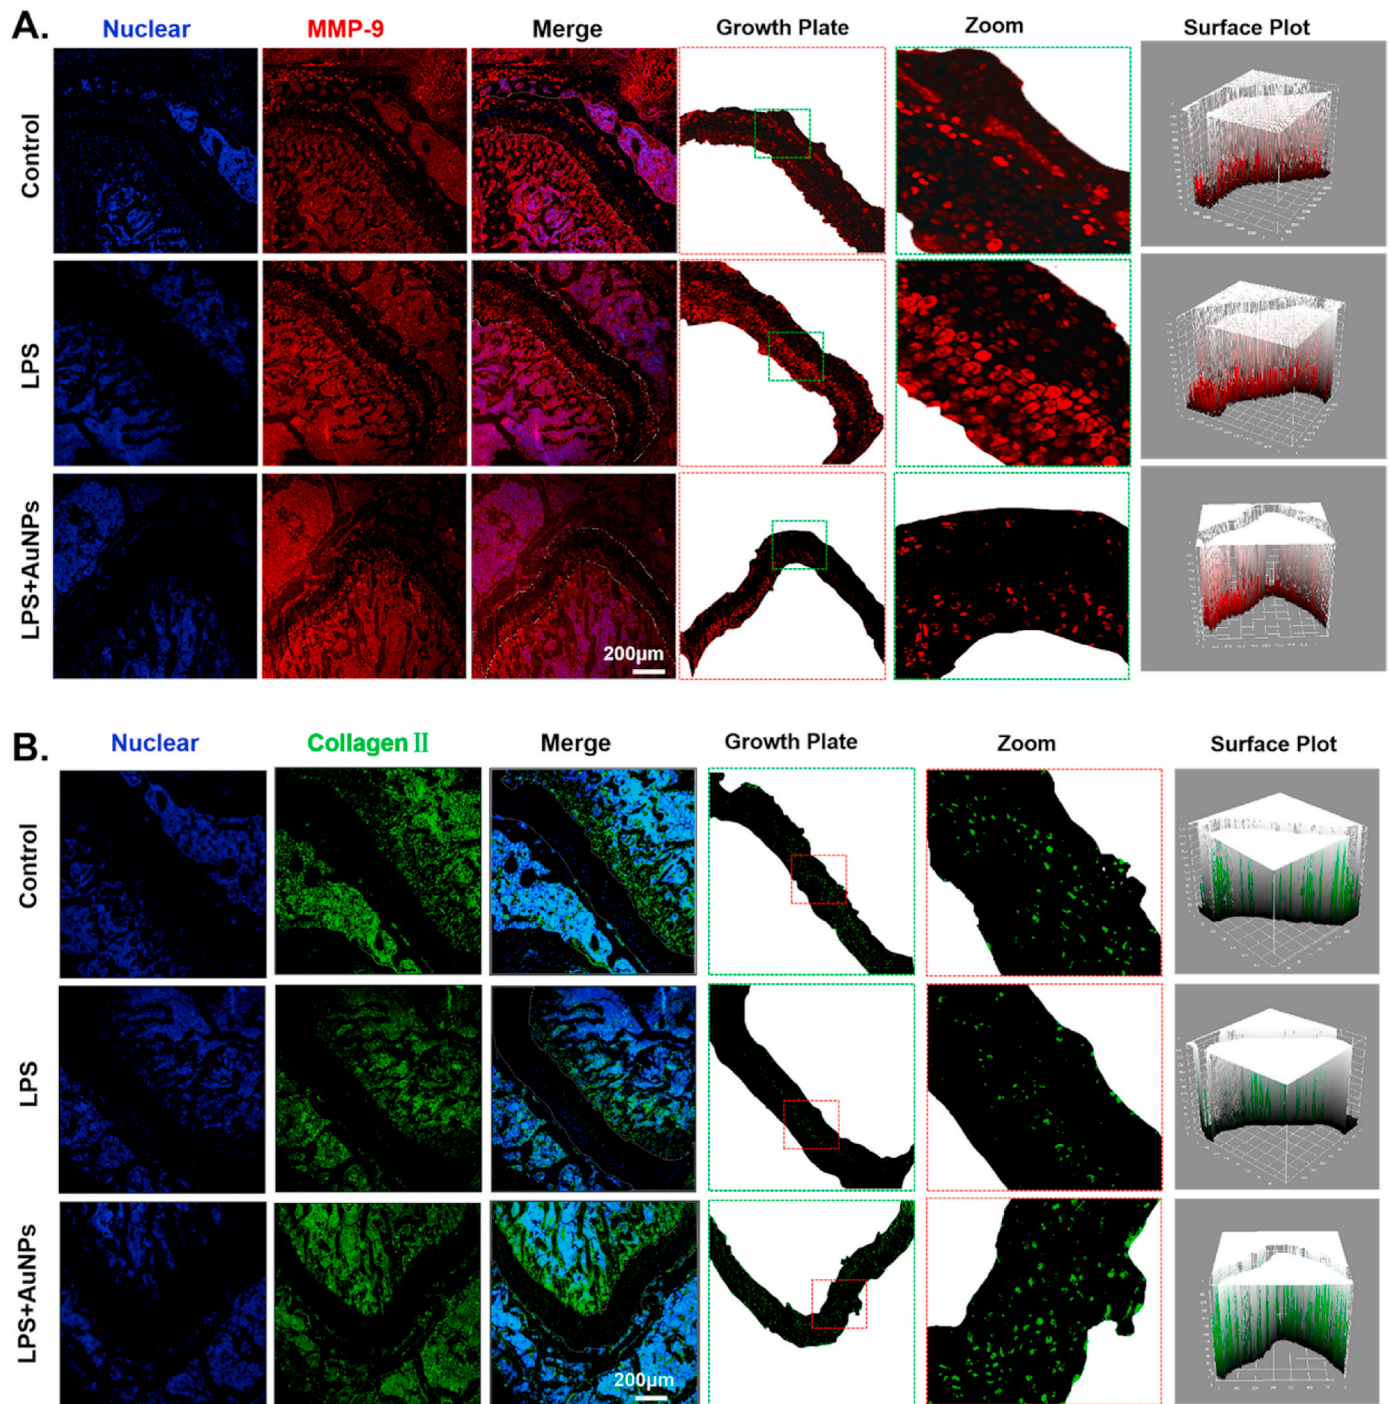 A.
Nuclear MMP-9 Merge Growth Plate Zoom Surface Plot
Control
LPS
LPS+AuNPs
200μm
B.
Nuclear Collagen Ⅱ Merge Growth Plate Zoom Surface Plot
Control
LPS
LPS+AuNPs
200μm